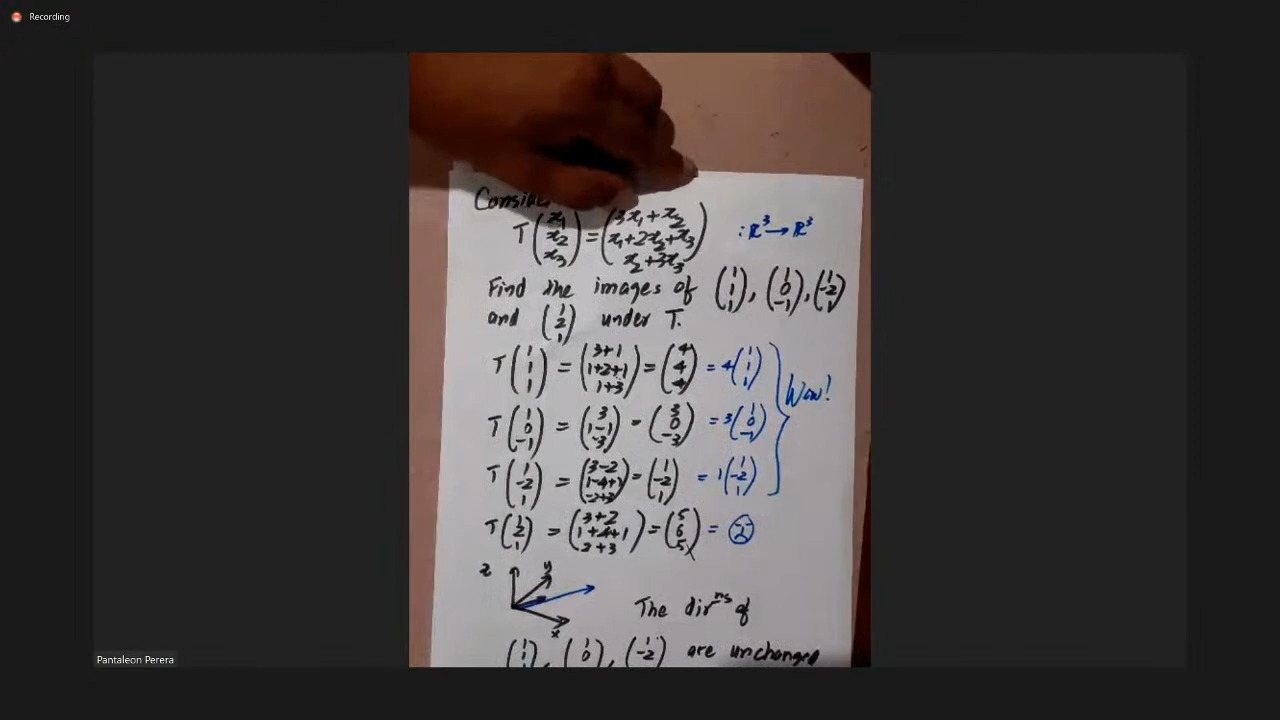 Recording
Consider
T(x₁ x₂ x₃) = (3x₁+x₂ x₁+2x₂+x₃ x₂+3x₃) : ℝ³→ℝ³
Find the images of (1 1 1), (1 0 -1), (1 -2 1)
and (1 2 1) under T.
T(1 1 1) = (3+1 1+2+1 1+3) = (4 4 4) = 4(1 1 1)
Wow!
T(1 0 -1) = (3 1-1 -3) = (3 0 -3) = 3(1 0 -1)
T(1 -2 1) = (3-2 1-4+1 -2+3) = (1 -2 1) = 1(1 -2 1)
T(1 2 1) = (3+2 1+4+1 2+3) = (5 6 5) =
z y
x
The dirⁿˢ of
(1 1 1), (1 0), (1 -2) are unchanged
Pantaleon Perera